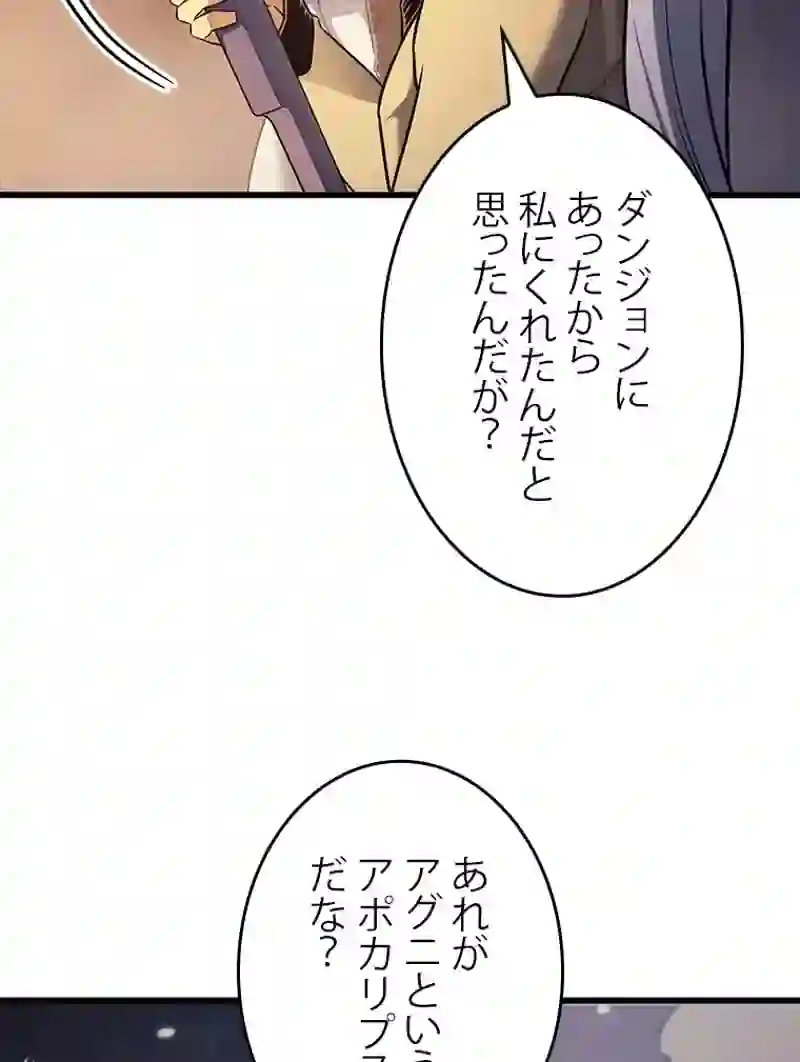 ダンジョンに
あったから
私にくれたんだと
思ったんだが？
あれが
アグニという
アポカリプス
だな？